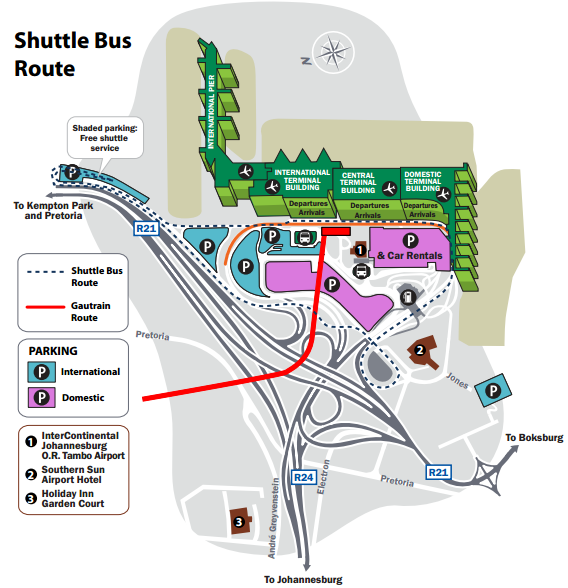 Shuttle Bus
Route
N
INTERNATIONAL PIER
Shaded parking:
Free shuttle
service
P
To Kempton Park
and Pretoria
R21
INTERNATIONAL
TERMINAL
BUILDING
CENTRAL
TERMINAL
BUILDING
DOMESTIC
TERMINAL
BUILDING
Departures
Arrivals
Departures
Arrivals
Departures
Arrivals
P
P
P
1
P
& Car Rentals
P
Shuttle Bus
Route
Gautrain
Route
Pretoria
PARKING
P International
P Domestic
2
Jones
P
1 InterContinental
Johannesburg
O.R. Tambo Airport
2 Southern Sun
Airport Hotel
3 Holiday Inn
Garden Court
To Boksburg
R21
Pretoria
R24
Electron
André Greyvenstein
3
To Johannesburg